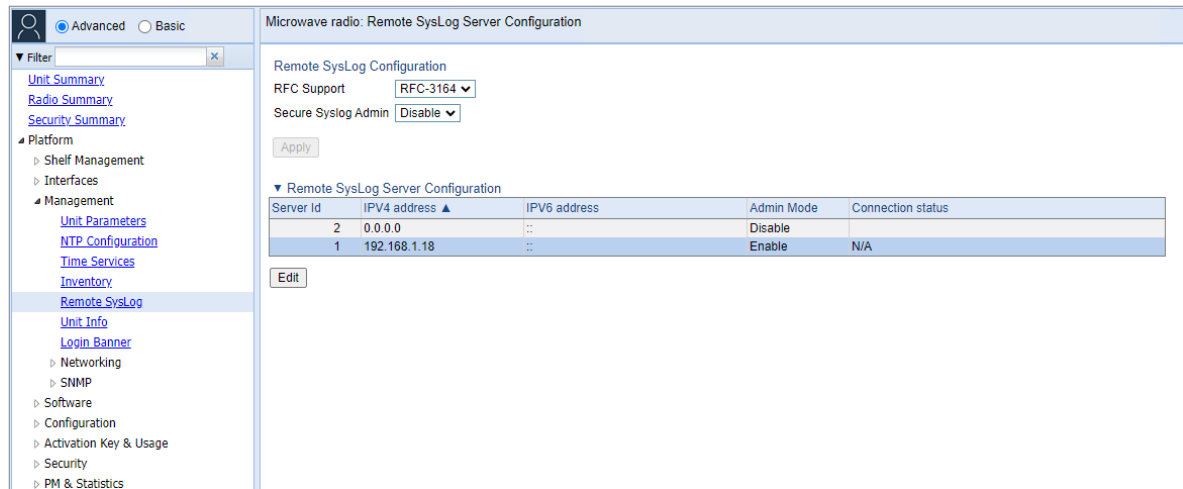 Advanced Basic
Filter
Unit Summary
Radio Summary
Security Summary
Platform
Shelf Management
Interfaces
Management
Unit Parameters
NTP Configuration
Time Services
Inventory
Remote SysLog
Unit Info
Login Banner
Networking
SNMP
Software
Configuration
Activation Key & Usage
Security
PM & Statistics
Microwave radio: Remote SysLog Server Configuration
Remote SysLog Configuration
RFC Support RFC-3164
Secure Syslog Admin Disable
Apply
Remote SysLog Server Configuration
Server Id IPV4 address ▲ IPV6 address Admin Mode Connection status
2 0.0.0.0 :: Disable
1 192.168.1.18 :: Enable N/A
Edit